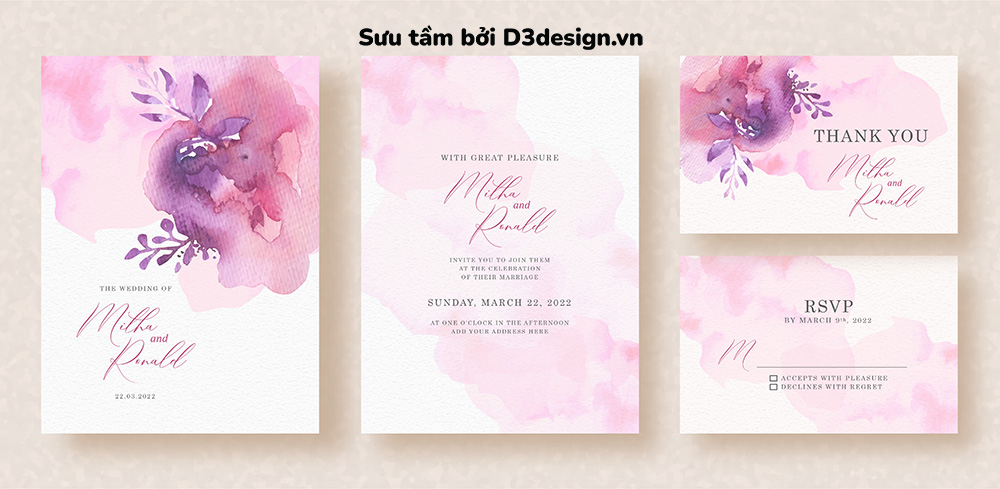 Sưu tầm bởi D3design.vn
THE WEDDING OF
Mitha
and
Ronald
22.03.2022
WITH GREAT PLEASURE
Mitha
and
Ronald
INVITE YOU TO JOIN THEM
AT THE CELEBRATION
OF THEIR MARRIAGE
SUNDAY, MARCH 22, 2022
AT ONE O'CLOCK IN THE AFTERNOON
ADD YOUR ADDRESS HERE
THANK YOU
Mitha
and
Ronald
RSVP
BY MARCH 9th, 2022
M
ACCEPTS WITH PLEASURE
DECLINES WITH REGRET